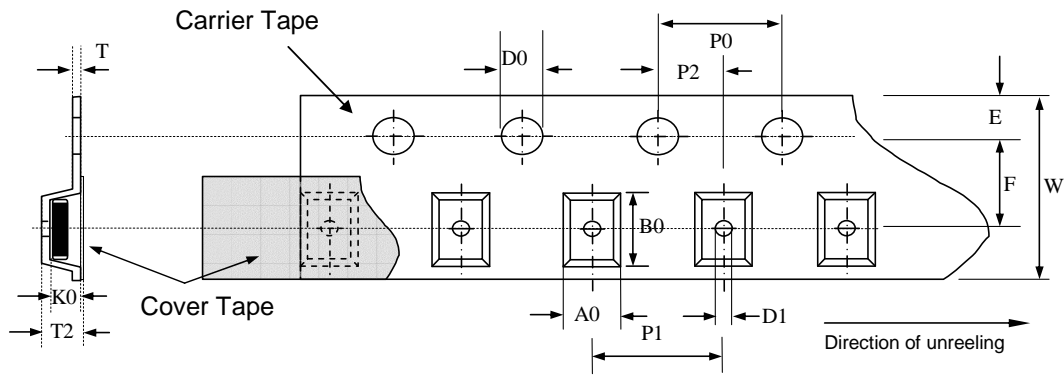 Carrier Tape
T
D0
P0
P2
E
F
W
B0
K0
Cover Tape
T2
A0
D1
P1
Direction of unreeling